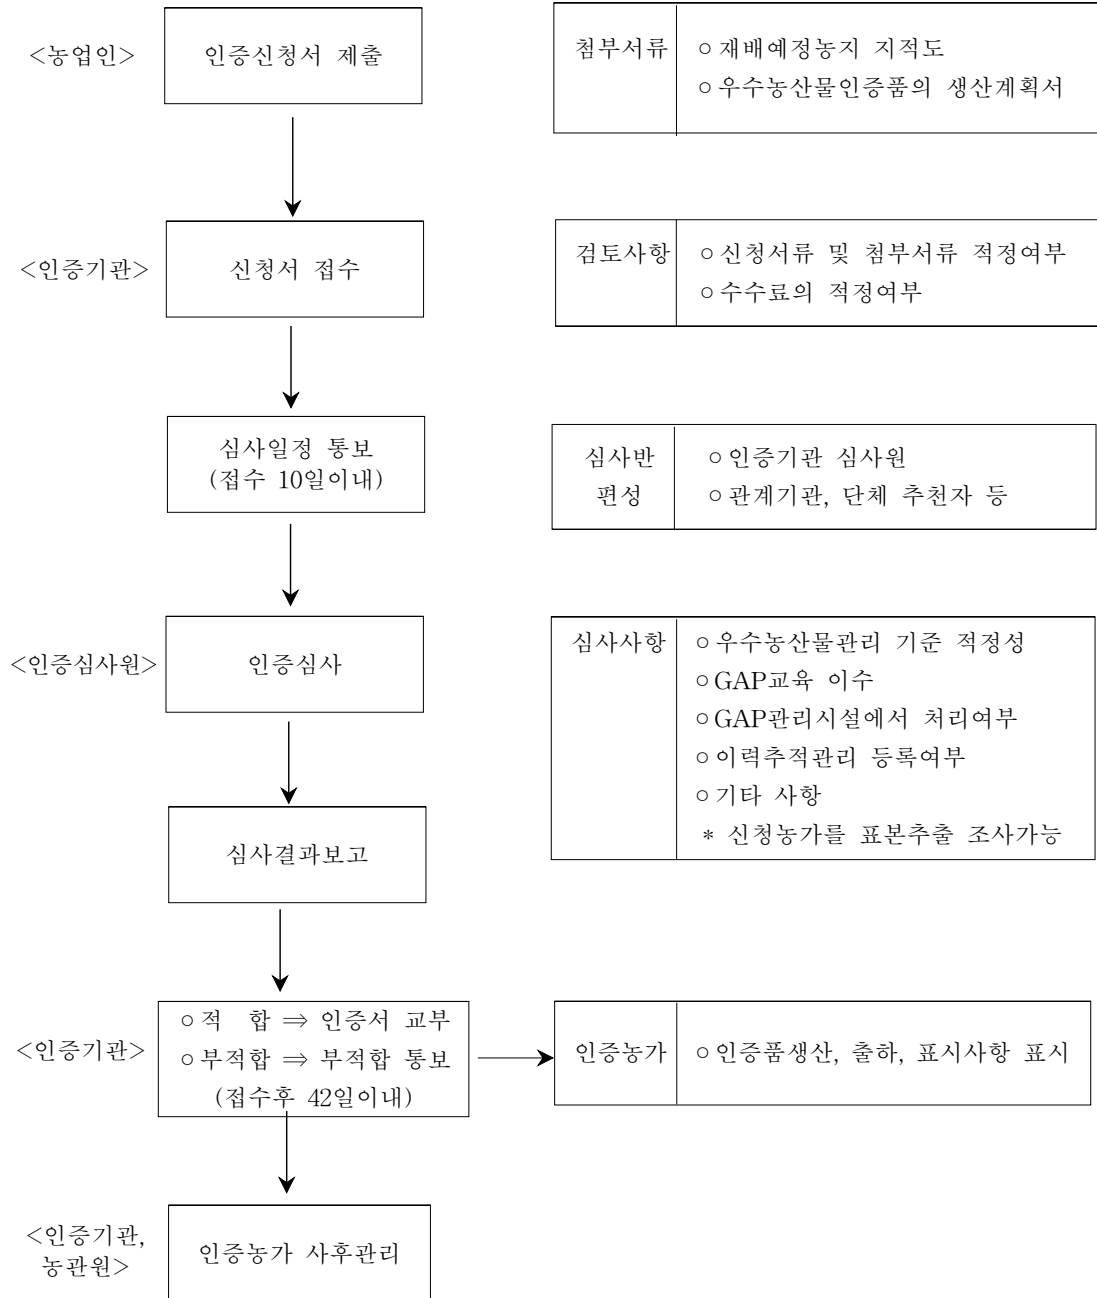 <농업인>
인증신청서 제출
첨부서류
○재배예정농지 지적도
○우수농산물인증품의 생산계획서
<인증기관>
신청서 접수
검토사항
○신청서류 및 첨부서류 적정여부
○수수료의 적정여부
심사일정 통보
(접수 10일이내)
심사반
편성
○인증기관 심사원
○관계기관, 단체 추천자 등
<인증심사원>
인증심사
심사사항
○우수농산물관리 기준 적정성
○GAP교육 이수
○GAP관리시설에서 처리여부
○이력추적관리 등록여부
○기타 사항
* 신청농가를 표본추출 조사가능
심사결과보고
<인증기관>
○적 합 ⇒ 인증서 교부
○부적합 ⇒ 부적합 통보
(접수후 42일이내)
인증농가
○인증품생산, 출하, 표시사항 표시
<인증기관,
농관원>
인증농가 사후관리